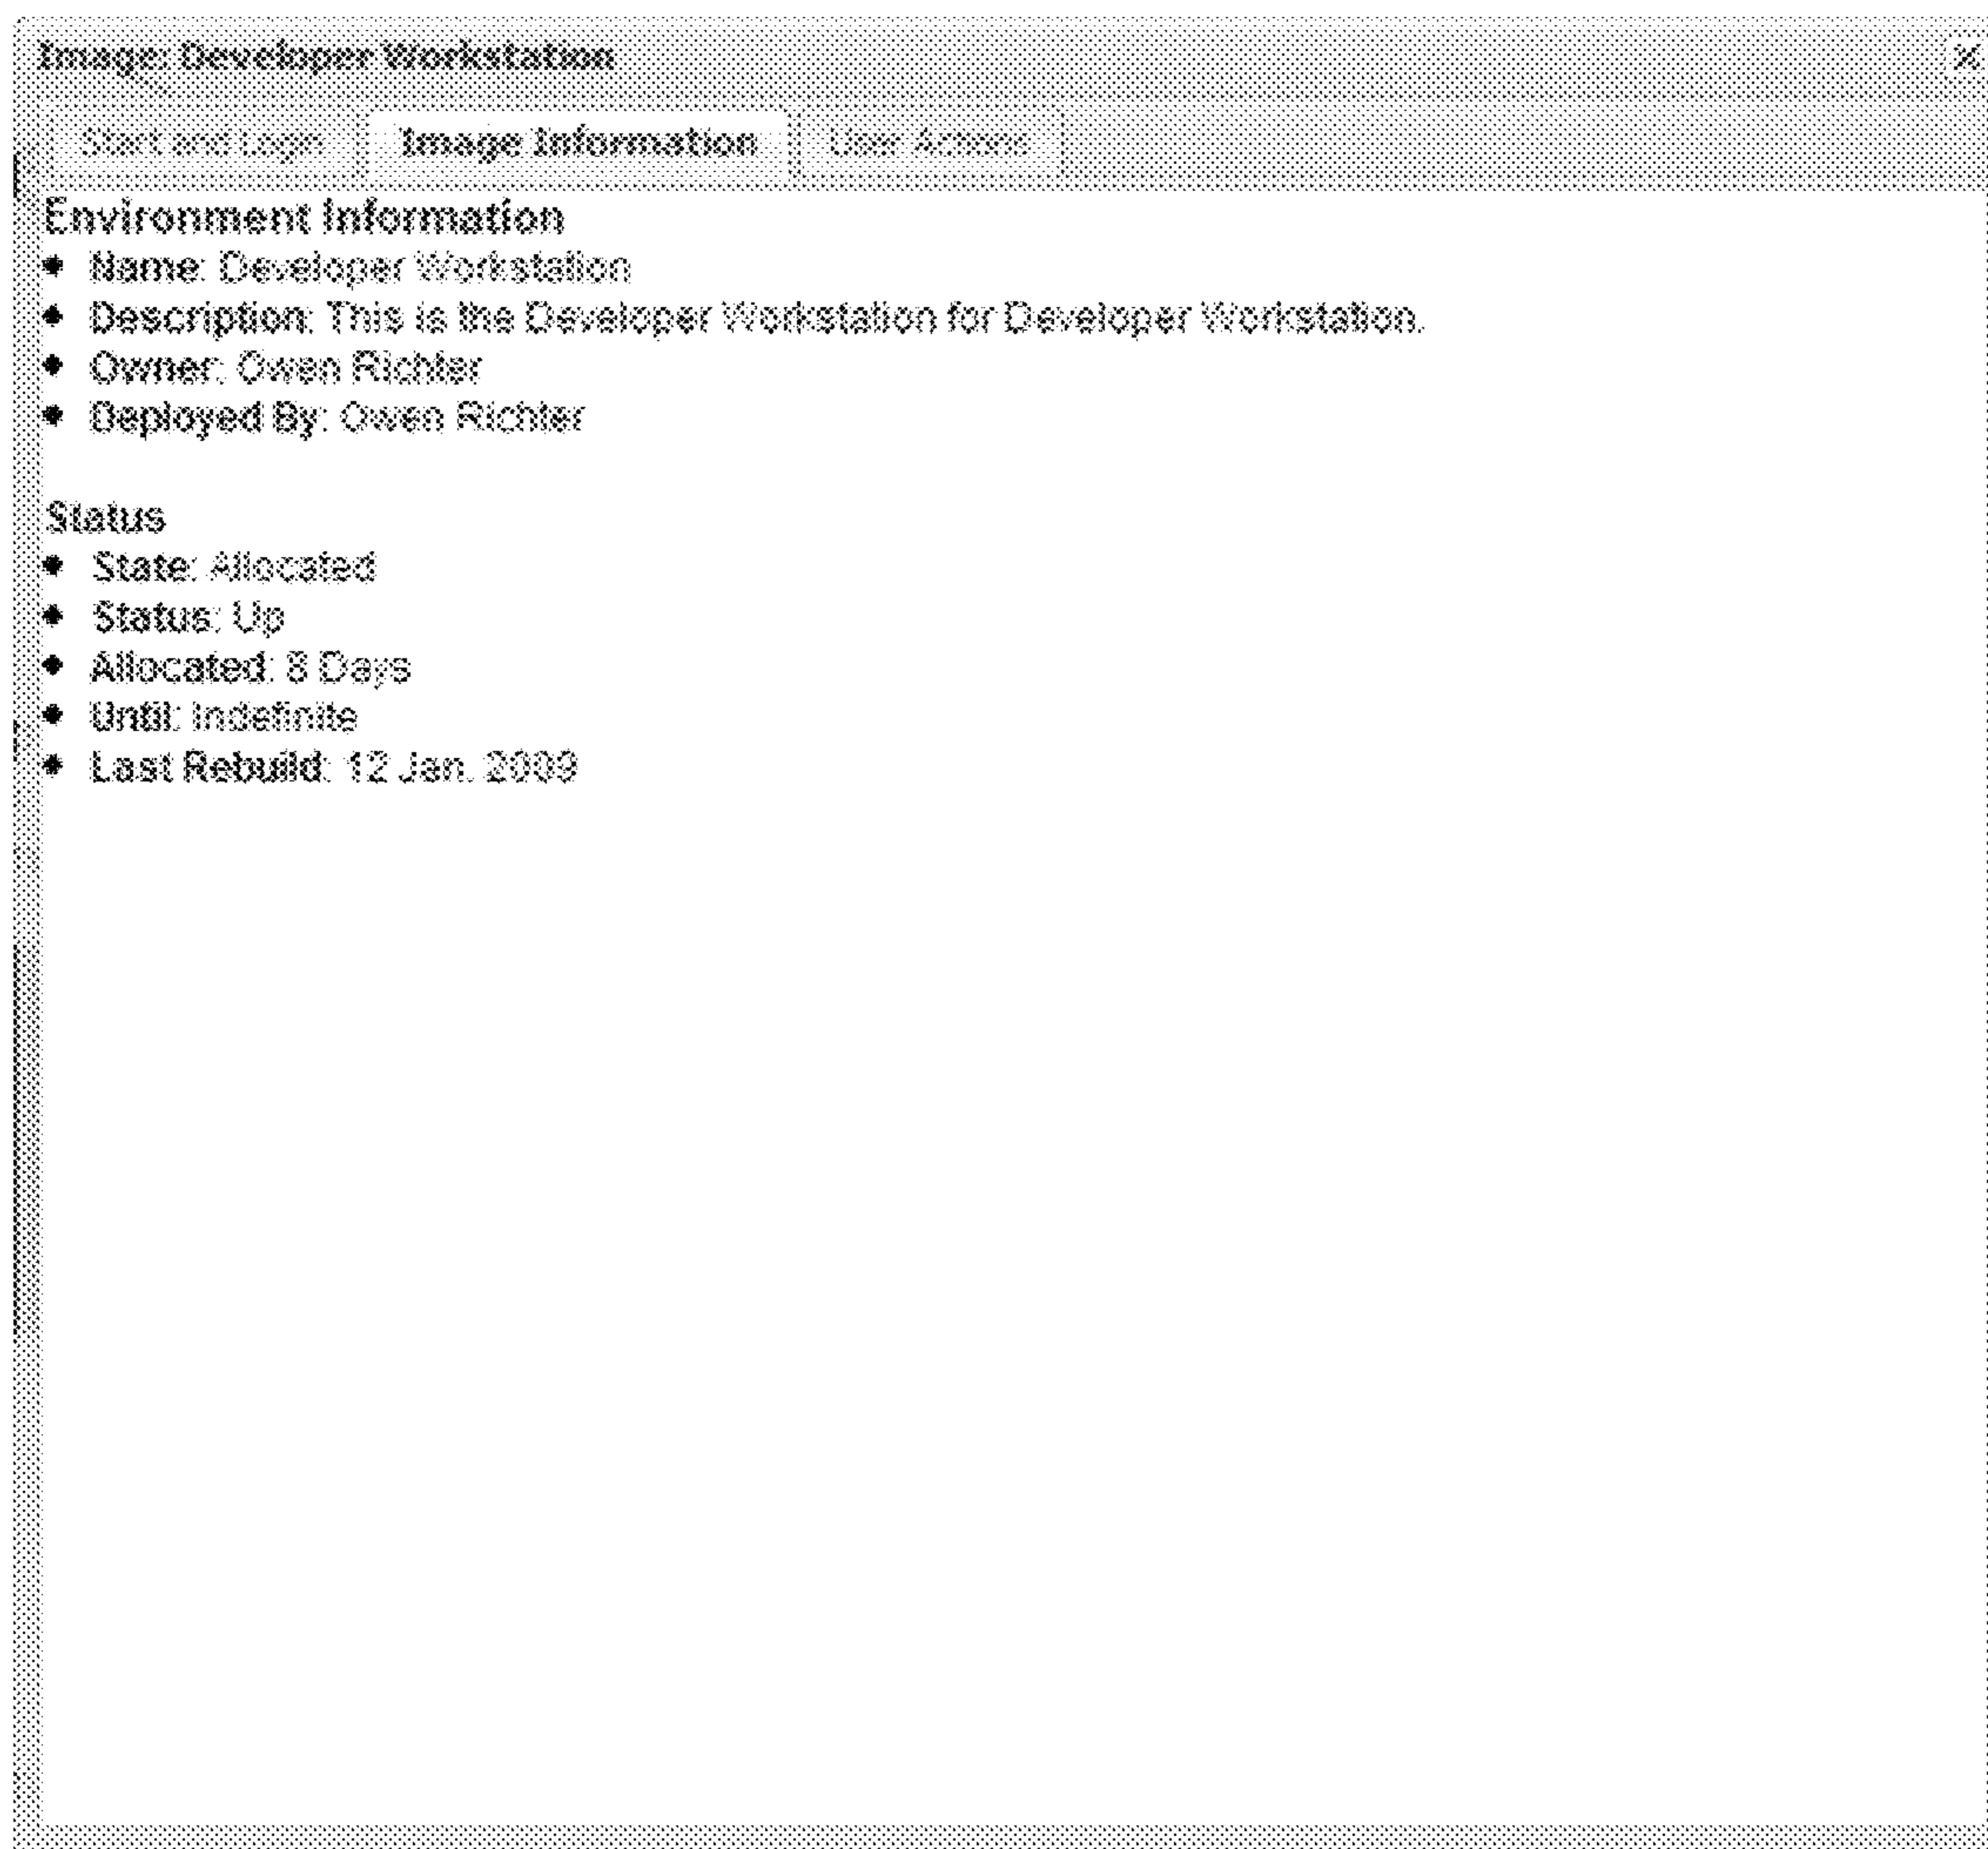 Image: Developer Workstation X
Start and Login Image Information User Actions
Environment Information
Name: Developer Workstation
Description: This is the Developer Workstation for Developer Workstation.
Owner: Owen Richter
Deployed By: Owen Richter
Status
State: Allocated
Status: Up
Allocated: 8 Days
Until: Indefinite
Last Rebuild: 12 Jan. 2009